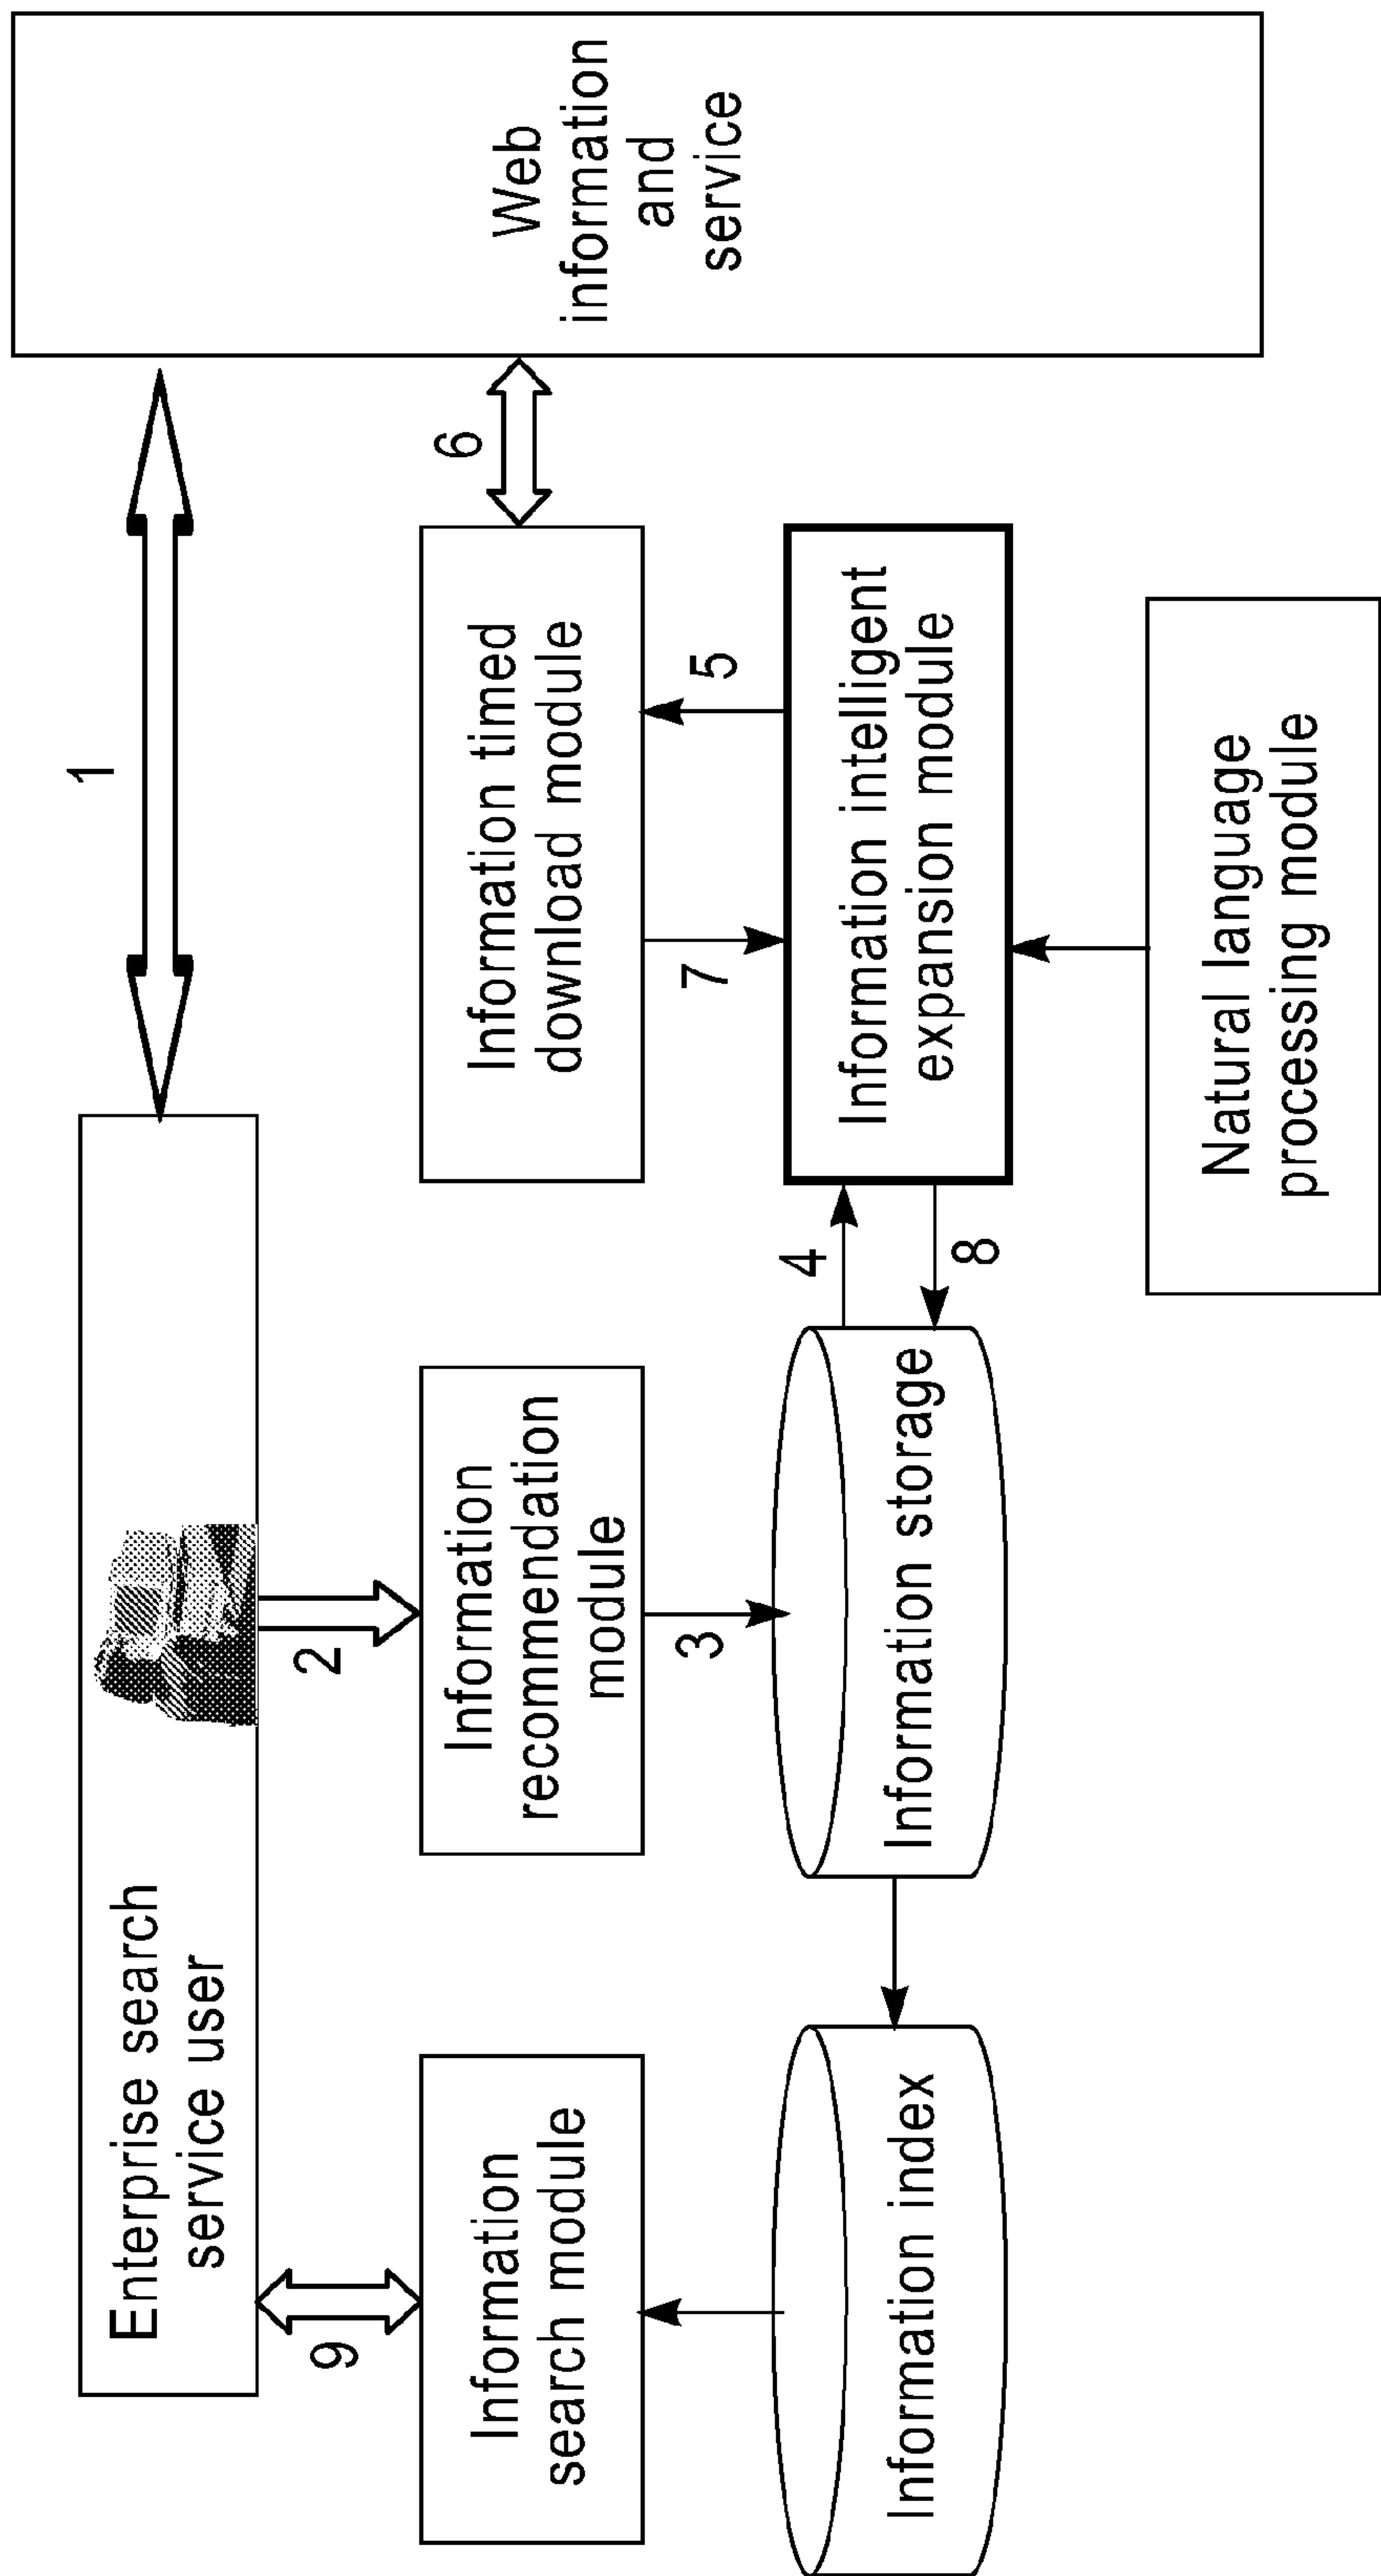 Enterprise search
service user
1
Web
information
and
service
9
2
6
Information
search module
Information
recommendation
module
Information timed
download module
3
7
5
Information index
Information storage
4
8
Information intelligent
expansion module
Natural language
processing module